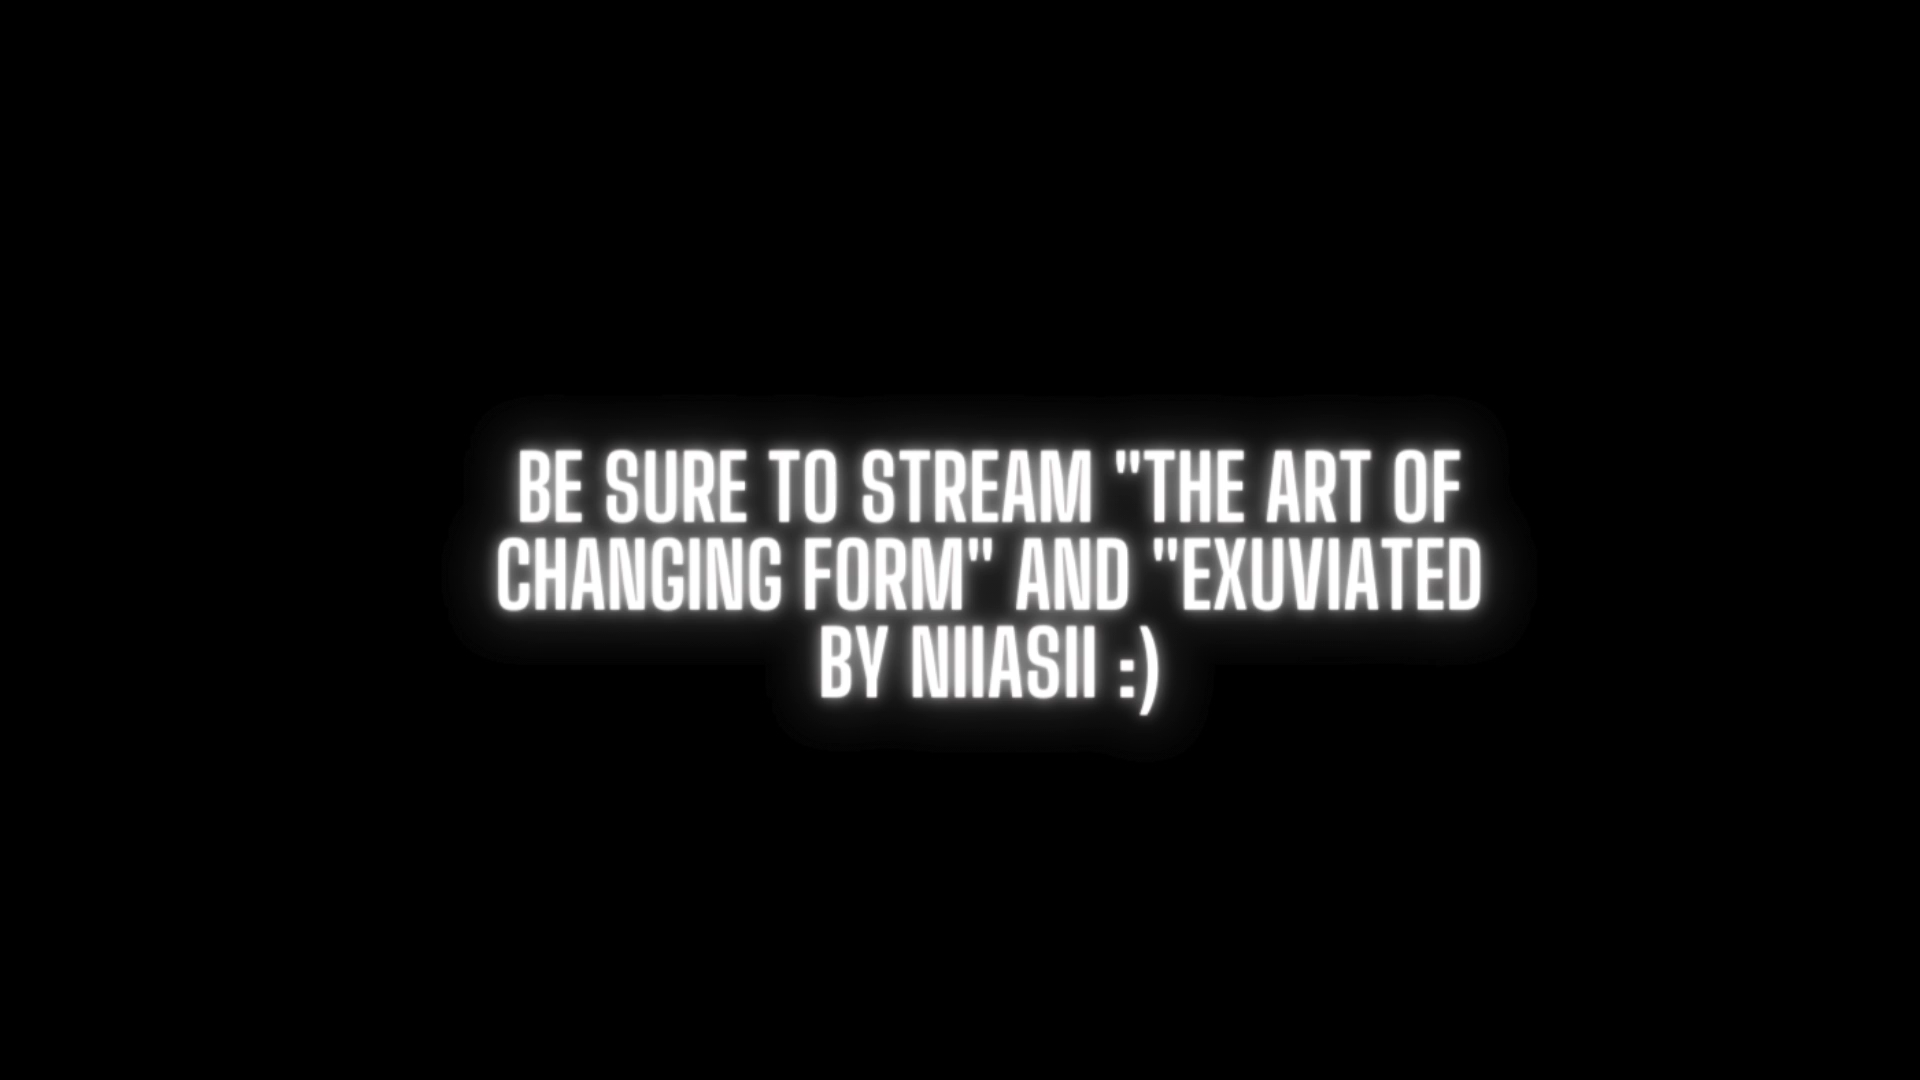 BE SURE TO STREAM "THE ART OF
CHANGING FORM" AND "EXUVIATED
BY NIIASII :)